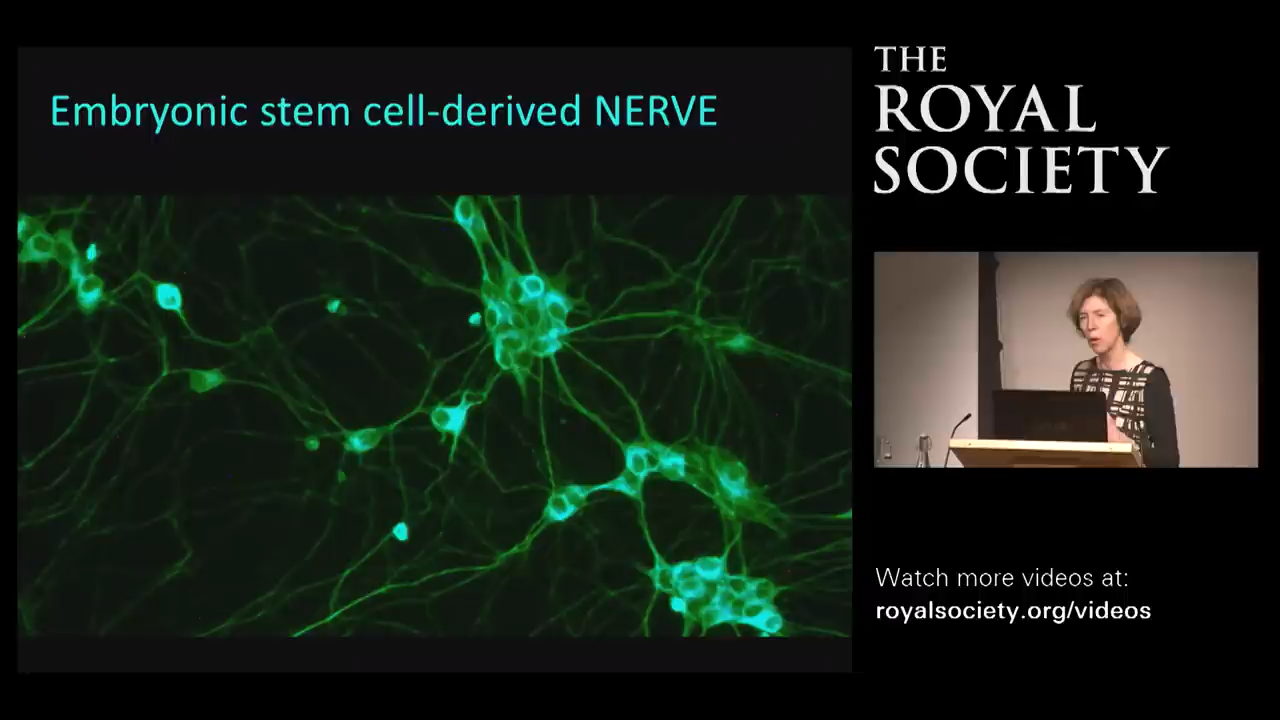 Embryonic stem cell-derived NERVE
THE
ROYAL
SOCIETY
Watch more videos at:
royalsociety.org/videos